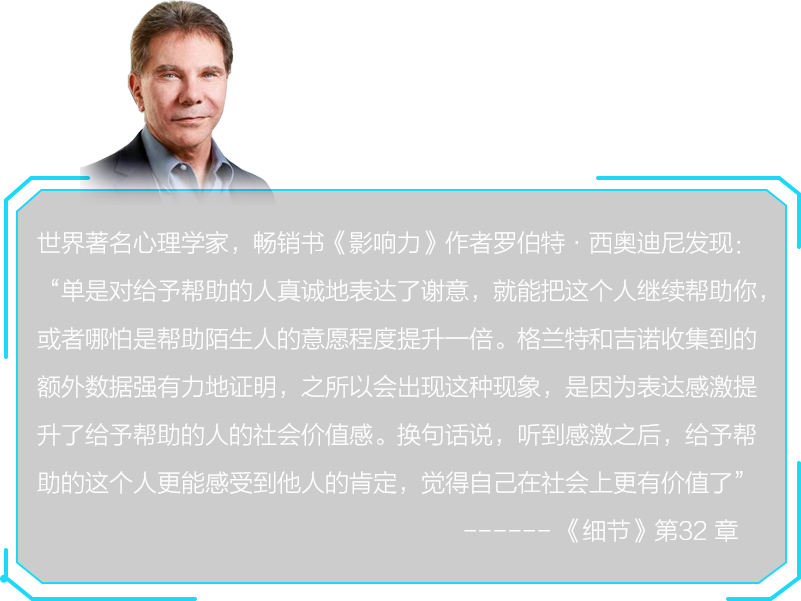 世界著名心理学家，畅销书《影响力》作者罗伯特·西奥迪尼发现：
“单是对给予帮助的人真诚地表达了谢意，就能把这个人继续帮助你，
或者哪怕是帮助陌生人的意愿程度提升一倍。格兰特和吉诺收集到的
额外数据强有力地证明，之所以会出现这种现象，是因为表达感激提
升了给予帮助的人的社会价值感。换句话说，听到感激之后，给予帮
助的这个人更能感受到他人的肯定，觉得自己在社会上更有价值了”
------《细节》第32 章